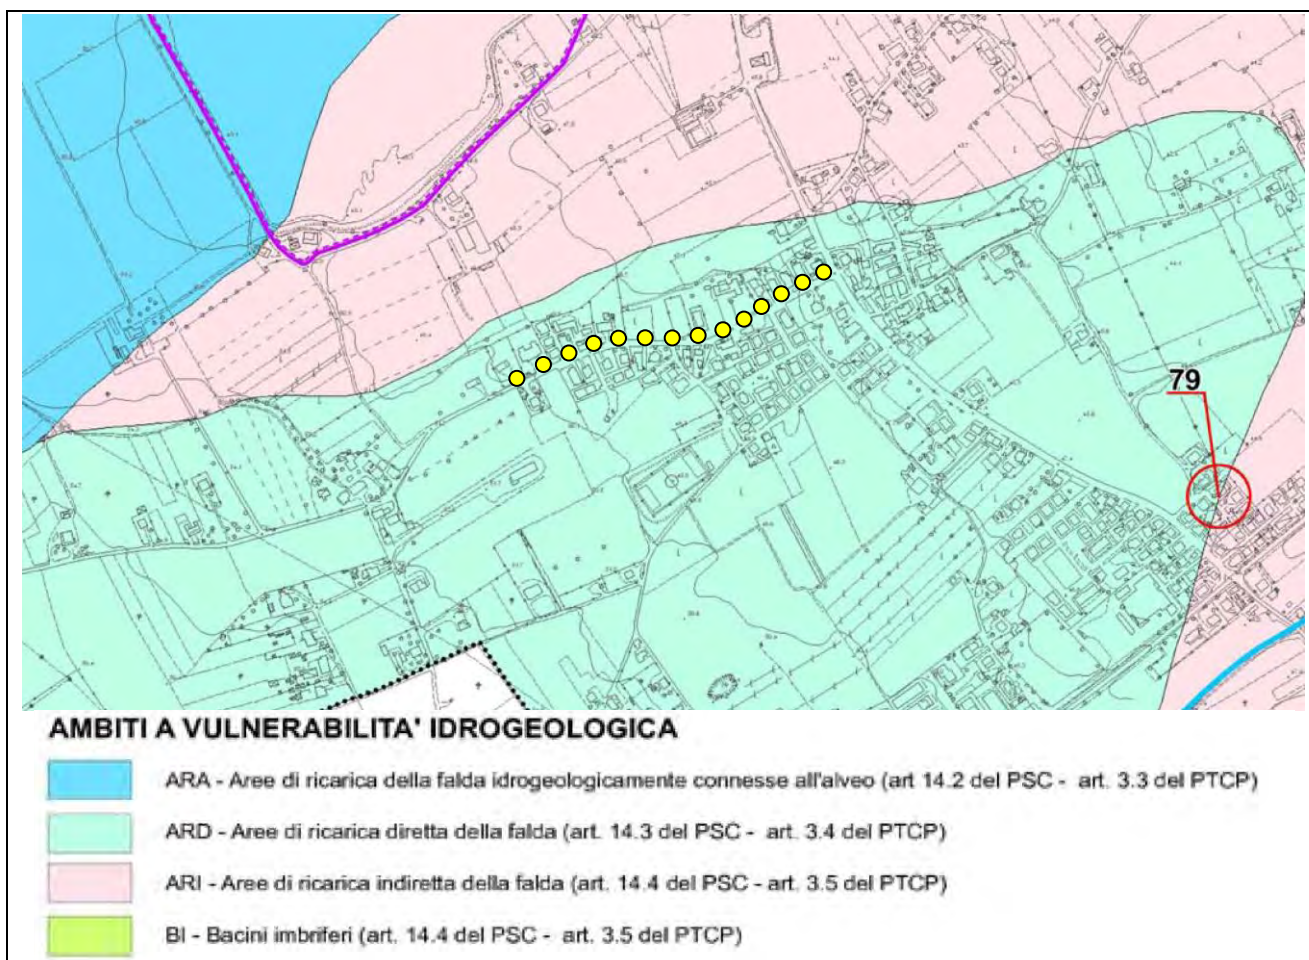 79
AMBITI A VULNERABILITA' IDROGEOLOGICA
ARA - Aree di ricarica della falda idrogeologicamente connesse all'alveo (art 14.2 del PSC - art. 3.3 del PTCP)
ARD - Aree di ricarica diretta della falda (art. 14.3 del PSC - art. 3.4 del PTCP)
ARI - Aree di ricarica indiretta della falda (art. 14.4 del PSC - art. 3.5 del PTCP)
BI - Bacini imbriferi (art. 14.4 del PSC - art. 3.5 del PTCP)